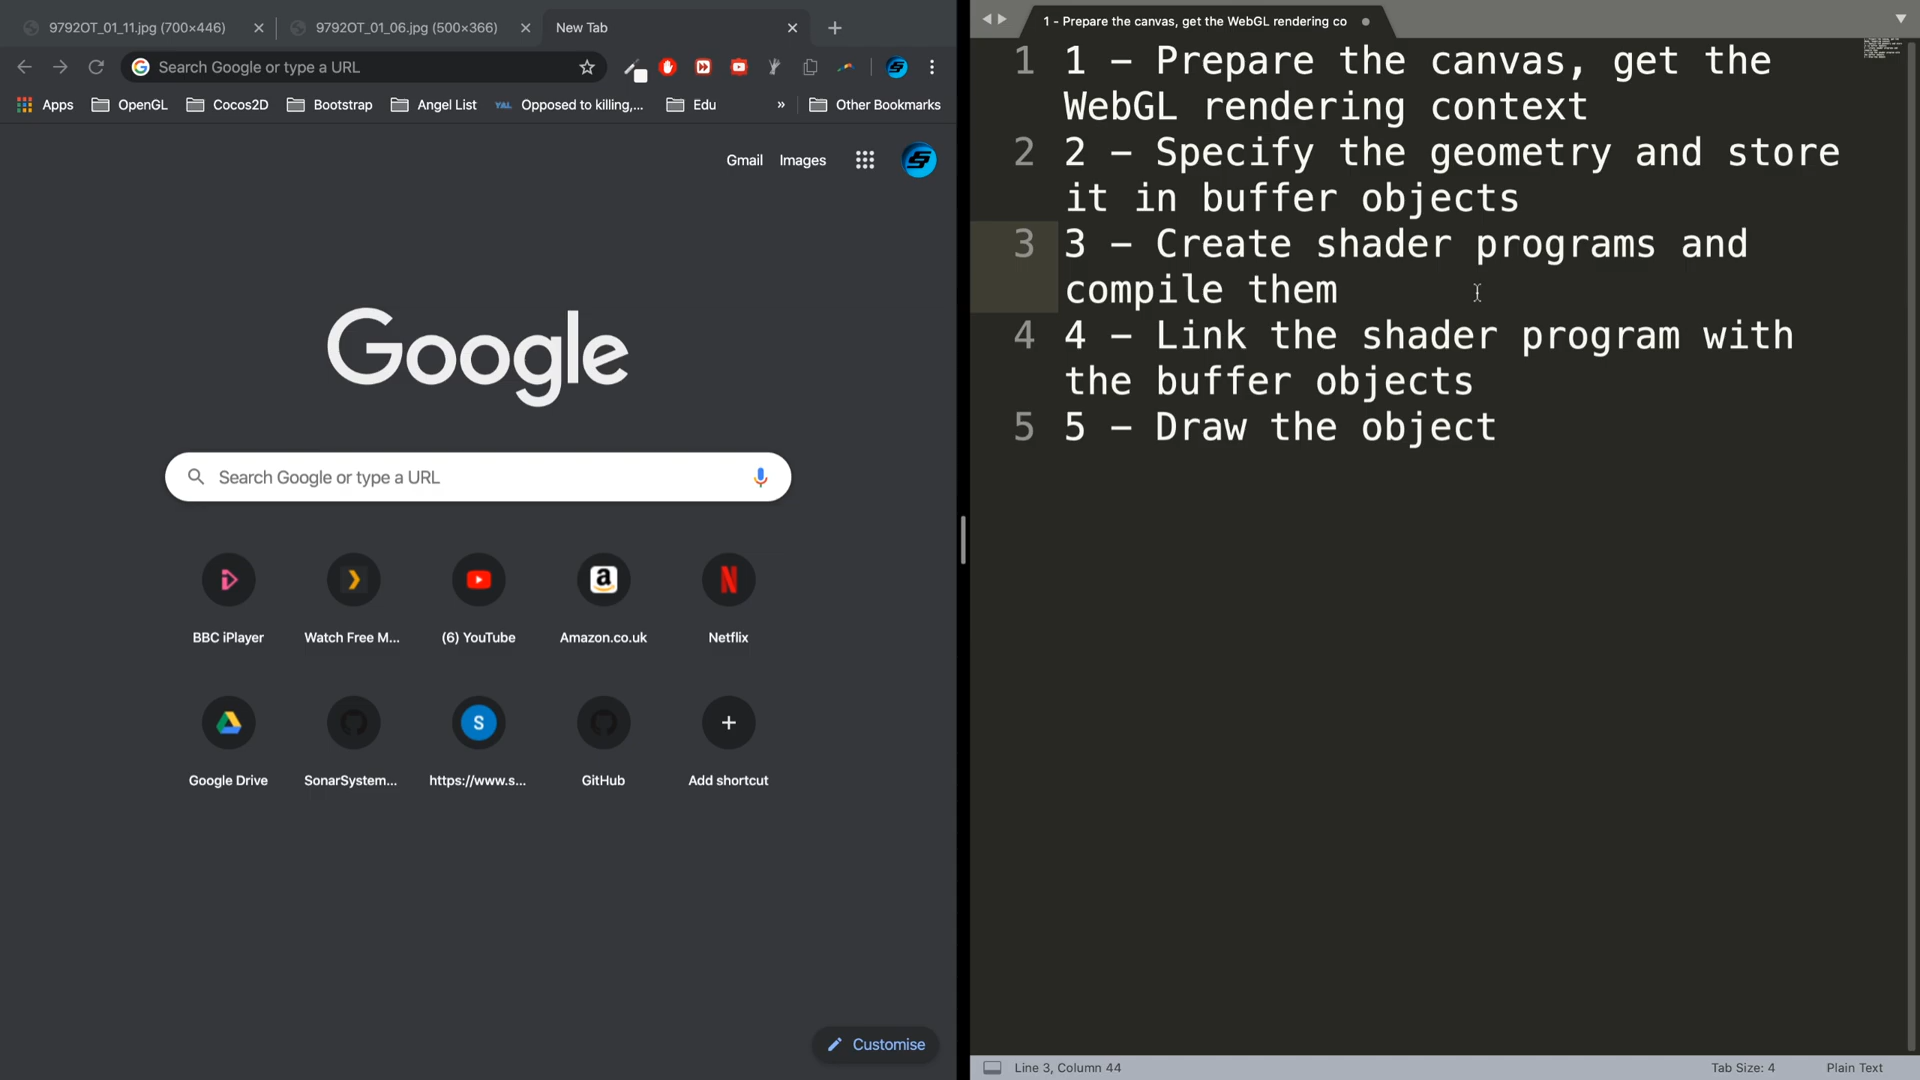 9792OT_01_11.jpg (700×446)
9792OT_01_06.jpg (500×366)
New Tab
Search Google or type a URL
Apps
OpenGL
Cocos2D
Bootstrap
Angel List
YAL
Opposed to killing,...
Edu
»
Other Bookmarks
Gmail
Images
Google
Search Google or type a URL
BBC iPlayer
Watch Free M...
(6) YouTube
Amazon.co.uk
Netflix
Google Drive
SonarSystem...
S
https://www.s...
GitHub
Add shortcut
Customise
1 - Prepare the canvas, get the WebGL rendering co
1 1 – Prepare the canvas, get the
WebGL rendering context
2 2 – Specify the geometry and store
it in buffer objects
3 3 – Create shader programs and
compile them
4 4 – Link the shader program with
the buffer objects
5 5 – Draw the object
Line 3, Column 44
Tab Size: 4
Plain Text